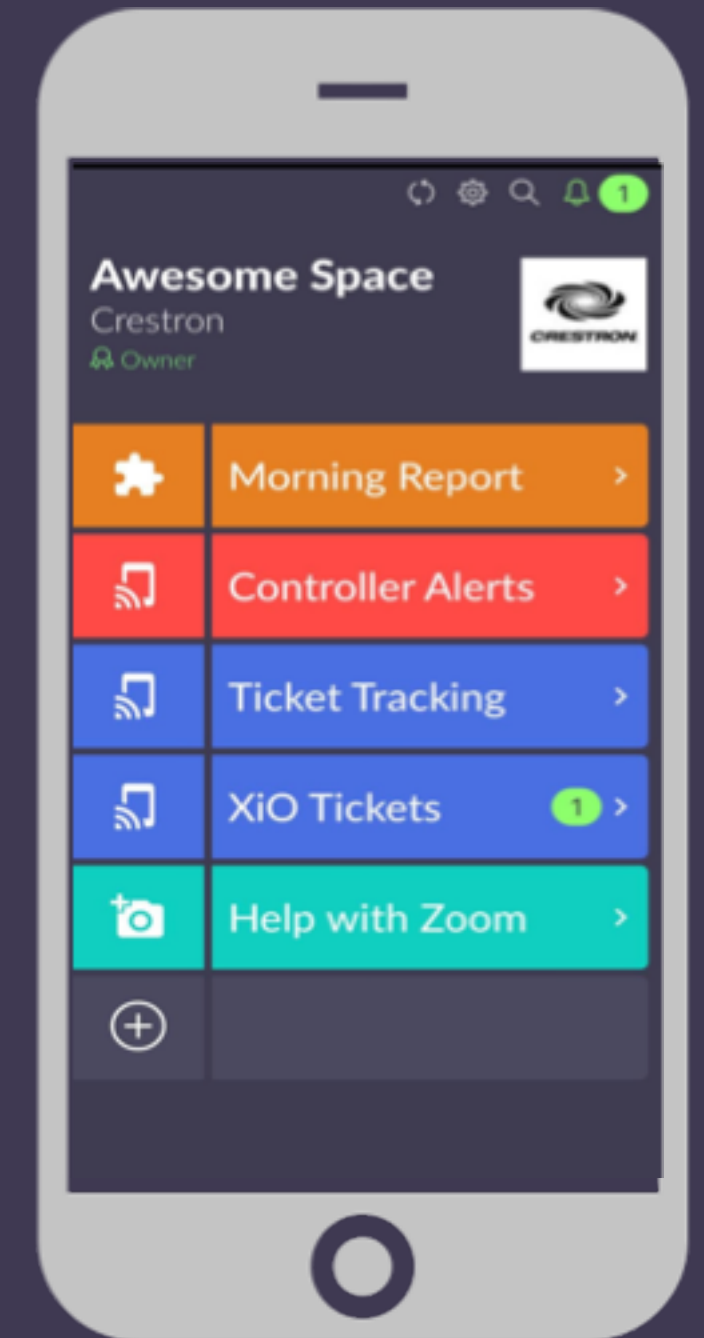 1
Awesome Space
Crestron
Owner
CRESTRON
Morning Report
Controller Alerts
Ticket Tracking
XiO Tickets 1
Help with Zoom